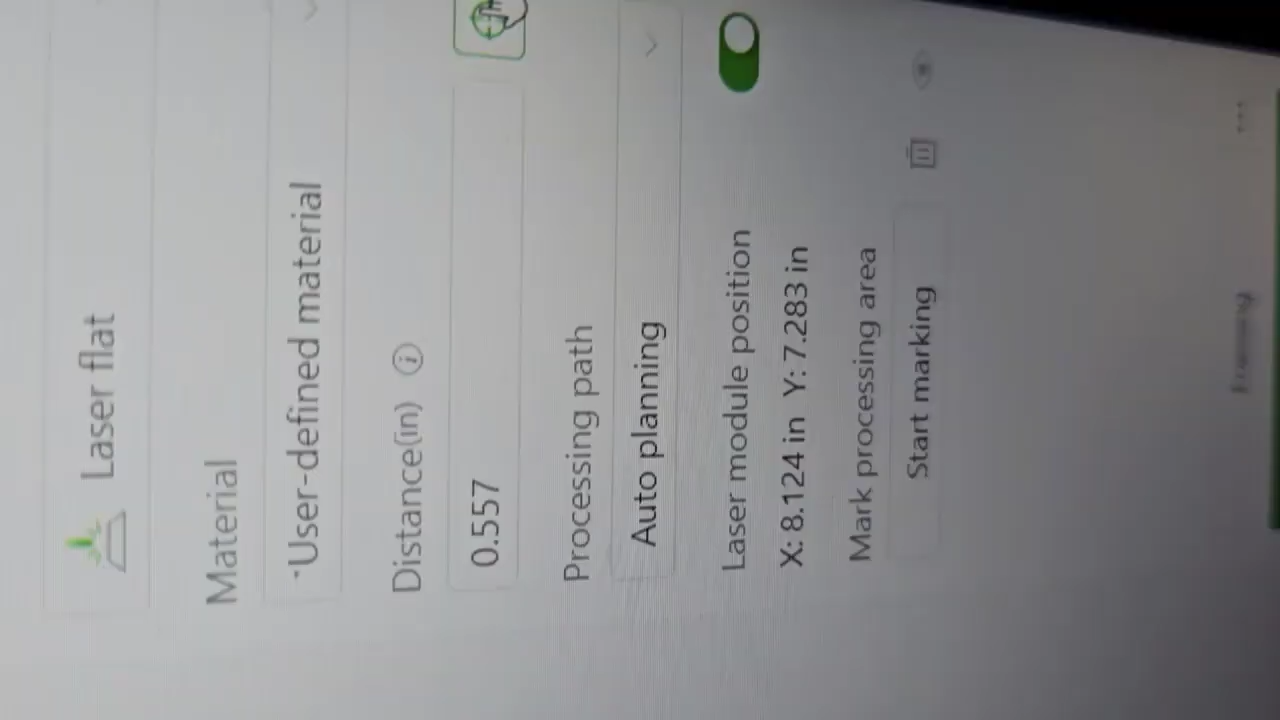 Laser flat
Material
User-defined material
Distance(in)
0.557
Processing path
Auto planning
Laser module position
X: 8.124 in Y: 7.283 in
Mark processing area
Start marking
Framing